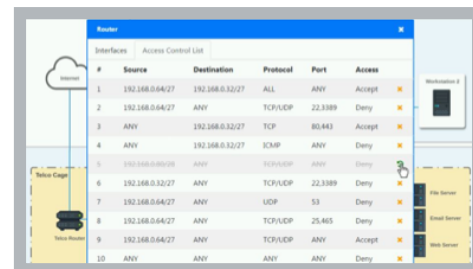 Router
Interfaces Access Control List
# Source Destination Protocol Port Access
1 192.168.0.64/27 192.168.0.32/27 ALL ANY Accept
2 192.168.0.64/27 ANY TCP/UDP 22,3389 Deny
3 ANY 192.168.0.32/27 TCP 80,443 Accept
4 ANY 192.168.0.32/27 ICMP ANY Deny
5 ANY TCP/UDP ANY Deny
6 192.168.0.32/27 ANY TCP/UDP 22,3389 Deny
7 192.168.0.64/27 ANY UDP 53 Deny
8 192.168.0.64/27 ANY TCP/UDP 25,465 Deny
9 192.168.0.64/27 ANY TCP/UDP ANY Accept
10 ANY ANY ANY ANY Deny
Internet
Workstation 2
Telco Cage
Telco Router
File Server
Email Server
Web Server